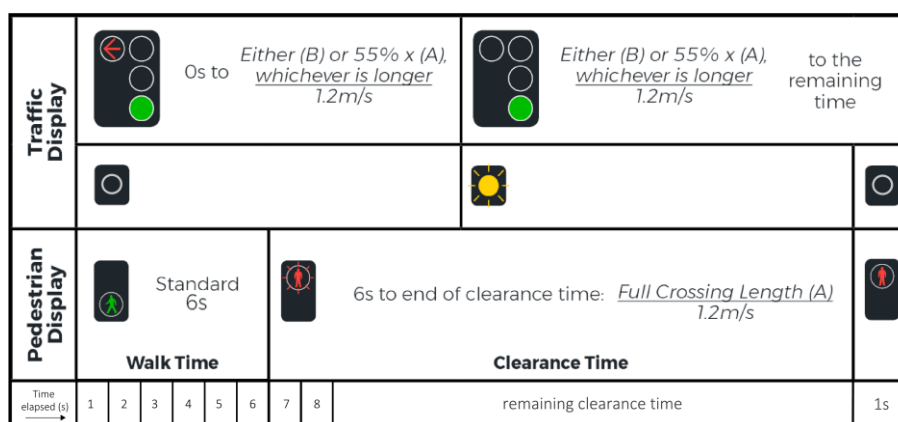 Traffic
Display
0s to
Either (B) or 55% x (A),
whichever is longer
1.2m/s
Either (B) or 55% x (A),
whichever is longer
1.2m/s
to the
remaining
time
Pedestrian
Display
Standard
6s
Walk Time
6s to end of clearance time:
Full Crossing Length (A)
1.2m/s
Clearance Time
Time
elapsed (s)
1 2 3 4 5 6 7 8 remaining clearance time 1s